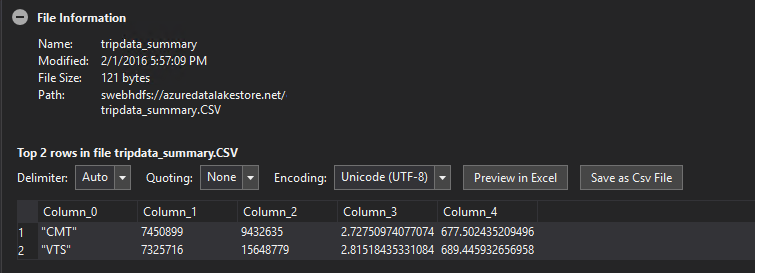 File Information
Name: tripdata_summary
Modified: 2/1/2016 5:57:09 PM
File Size: 121 bytes
Path: swebhdfs://azuredatalakestore.net/
tripdata_summary.CSV
Top 2 rows in file tripdata_summary.CSV
Delimiter: Auto Quoting: None Encoding: Unicode (UTF-8) Preview in Excel Save as Csv File
Column_0 Column_1 Column_2 Column_3 Column_4
1 "CMT" 7450899 9432635 2.72750974077074 677.502435209496
2 "VTS" 7325716 15648779 2.81518435331084 689.445932656958